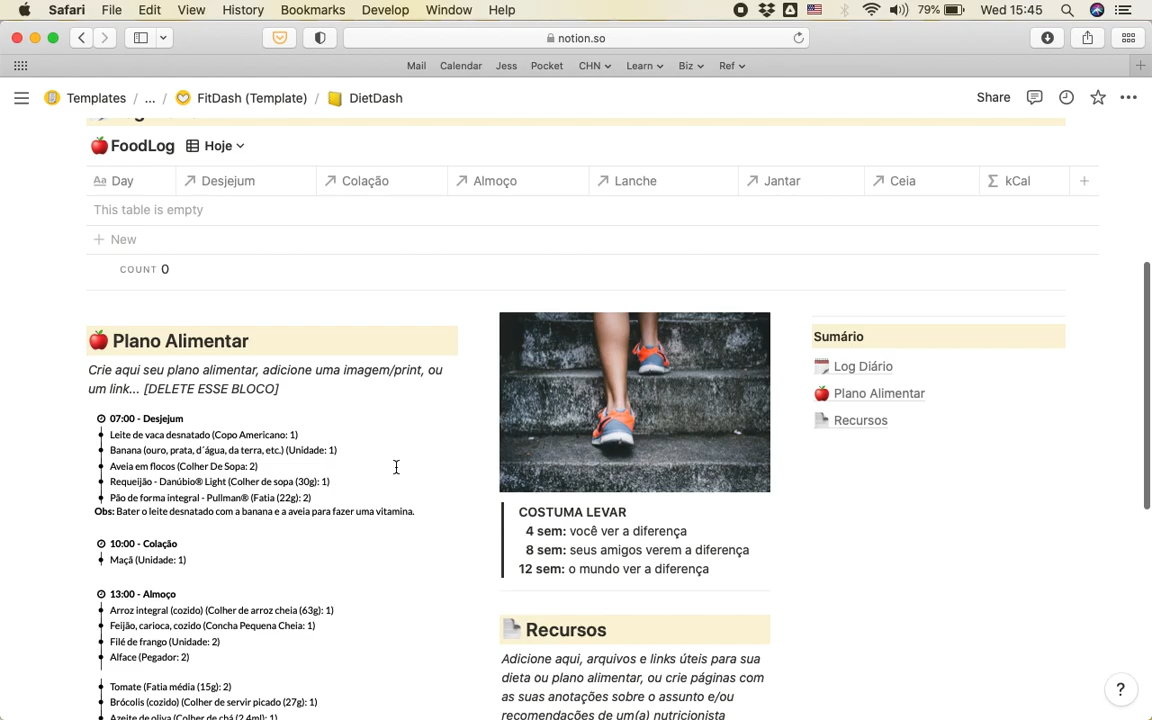 Safari File Edit View History Bookmarks Develop Window Help 79% Wed 15:45
notion.so
Mail Calendar Jess Pocket CHN Learn Biz Ref
Templates / ... / FitDash (Template) / DietDash Share
FoodLog Hoje
Aa Day Desjejum Colação Almoço Lanche Jantar Ceia Σ kCal +
This table is empty
+ New
COUNT 0
Plano Alimentar
Crie aqui seu plano alimentar, adicione uma imagem/print, ou
um link... [DELETE ESSE BLOCO]
07:00 - Desjejum
Leite de vaca desnatado (Copo Americano: 1)
Banana (ouro, prata, d´água, da terra, etc.) (Unidade: 1)
Aveia em flocos (Colher De Sopa: 2)
Requeijão - Danúbio® Light (Colher de sopa (30g): 1)
Pão de forma integral - Pullman® (Fatia (22g): 2)
Obs: Bater o leite desnatado com a banana e a aveia para fazer uma vitamina.
10:00 - Colação
Maçã (Unidade: 1)
13:00 - Almoço
Arroz integral (cozido) (Colher de arroz cheia (63g): 1)
Feijão, carioca, cozido (Concha Pequena Cheia: 1)
Filé de frango (Unidade: 2)
Alface (Pegador: 2)
Tomate (Fatia média (15g): 2)
Brócolis (cozido) (Colher de servir picado (27g): 1)
Azeite de oliva (Colher de chá (2,4ml): 1)
COSTUMA LEVAR
4 sem: você ver a diferença
8 sem: seus amigos verem a diferença
12 sem: o mundo ver a diferença
Recursos
Adicione aqui, arquivos e links úteis para sua
dieta ou plano alimentar, ou crie páginas com
as suas anotações sobre o assunto e/ou
recomendações de um(a) nutricionista
Sumário
Log Diário
Plano Alimentar
Recursos
?